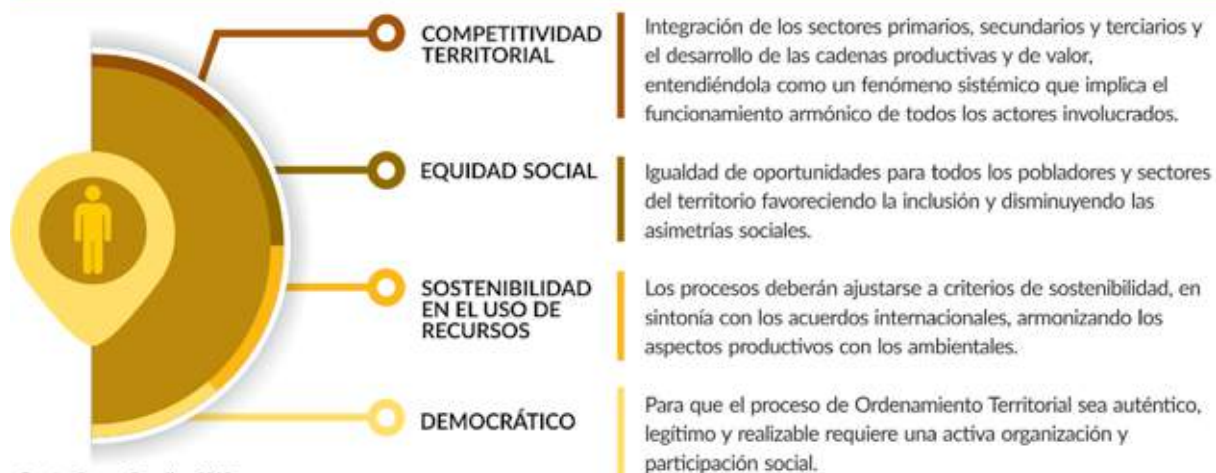 COMPETITIVIDAD
TERRITORIAL
Integración de los sectores primarios, secundarios y terciarios y
el desarrollo de las cadenas productivas y de valor,
entendiéndola como un fenómeno sistémico que implica el
funcionamiento armónico de todos los actores involucrados.
EQUIDAD SOCIAL
Igualdad de oportunidades para todos los pobladores y sectores
del territorio favoreciendo la inclusión y disminuyendo las
asimetrías sociales.
SOSTENIBILIDAD
EN EL USO DE
RECURSOS
Los procesos deberán ajustarse a criterios de sostenibilidad, en
sintonía con los acuerdos internacionales, armonizando los
aspectos productivos con los ambientales.
DEMOCRÁTICO
Para que el proceso de Ordenamiento Territorial sea auténtico,
legítimo y realizable requiere una activa organización y
participación social.